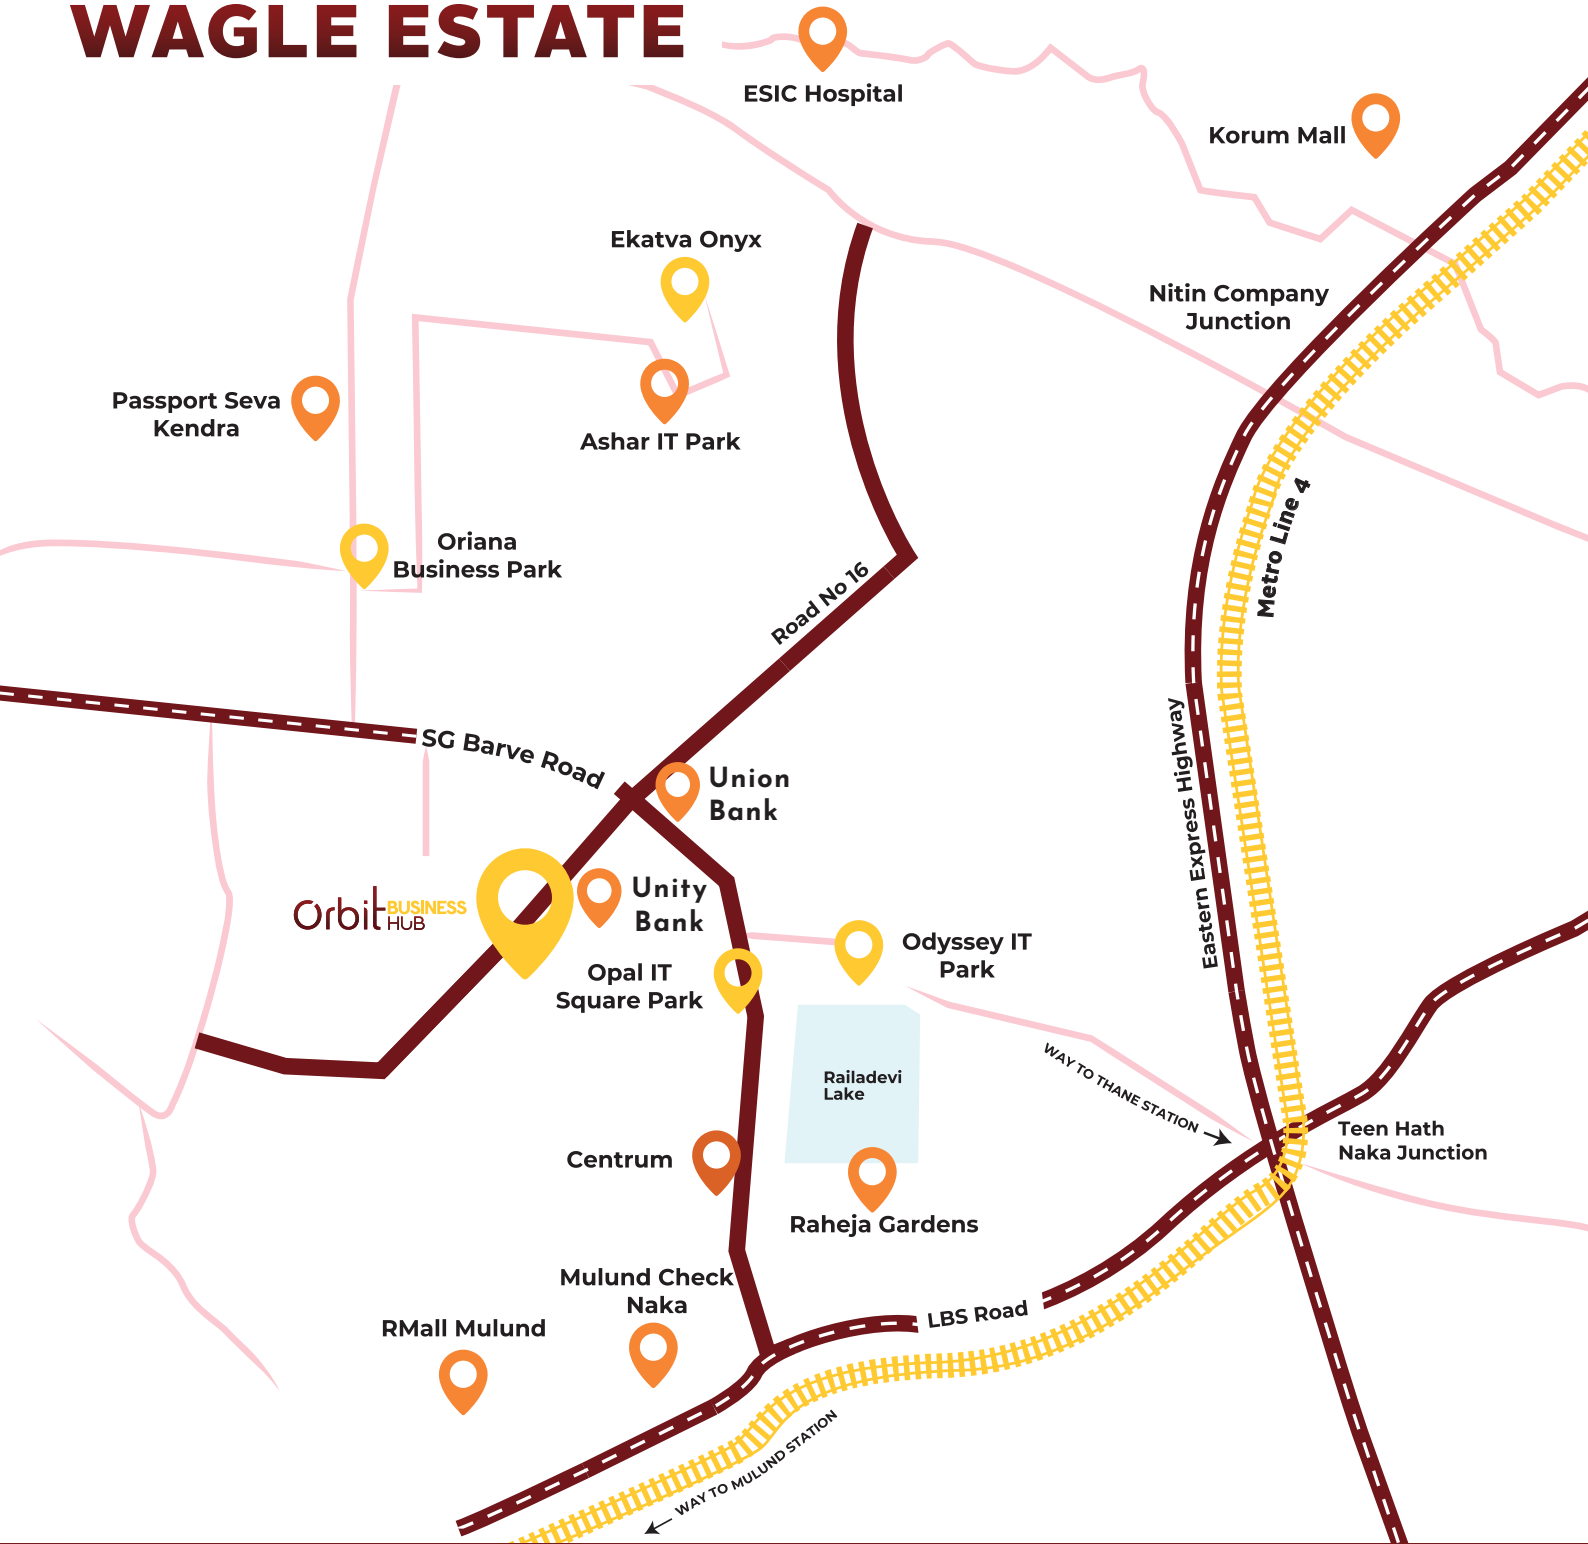 WAGLE ESTATE
ESIC Hospital
Korum Mall
Ekatva Onyx
Nitin Company
Junction
Passport Seva
Kendra
Ashar IT Park
Metro Line 4
Oriana
Business Park
Road No 16
SG Barve Road
Eastern Express Highway
Union
Bank
Orbit BUSINESS
HUB
Unity
Bank
Odyssey IT
Park
Opal IT
Square Park
WAY TO THANE STATION
Railadevi
Lake
Teen Hath
Naka Junction
Centrum
Raheja Gardens
Mulund Check
Naka
LBS Road
RMall Mulund
WAY TO MULUND STATION